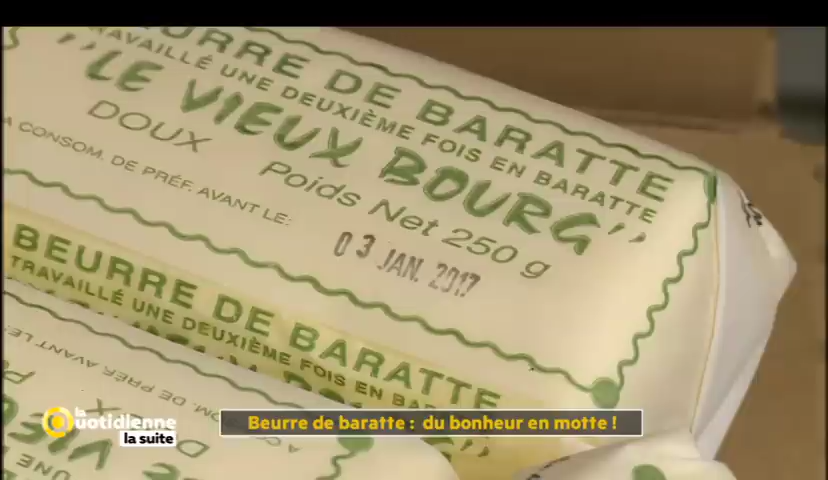 BEURRE DE BARATTE
TRAVAILLÉ UNE DEUXIÈME FOIS EN BARATTE
"LE VIEUX BOURG"
DOUX Poids Net 250 g
A CONSOM. DE PRÉF. AVANT LE:
03 JAN. 2017
BEURRE DE BARATTE
TRAVAILLÉ UNE DEUXIÈME FOIS EN
DE PRÉF AVANT LE:
la Quotidienne
la suite
Beurre de baratte : du bonheur en motte !